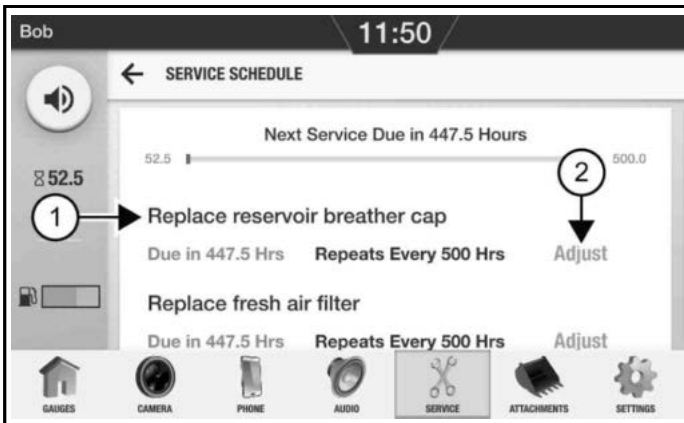 Bob
11:50
← SERVICE SCHEDULE
Next Service Due in 447.5 Hours
52.5 500.0
52.5
1
2
Replace reservoir breather cap
Due in 447.5 Hrs Repeats Every 500 Hrs Adjust
Replace fresh air filter
Due in 447.5 Hrs Repeats Every 500 Hrs Adjust
GAUGES CAMERA PHONE AUDIO SERVICE ATTACHMENTS SETTINGS